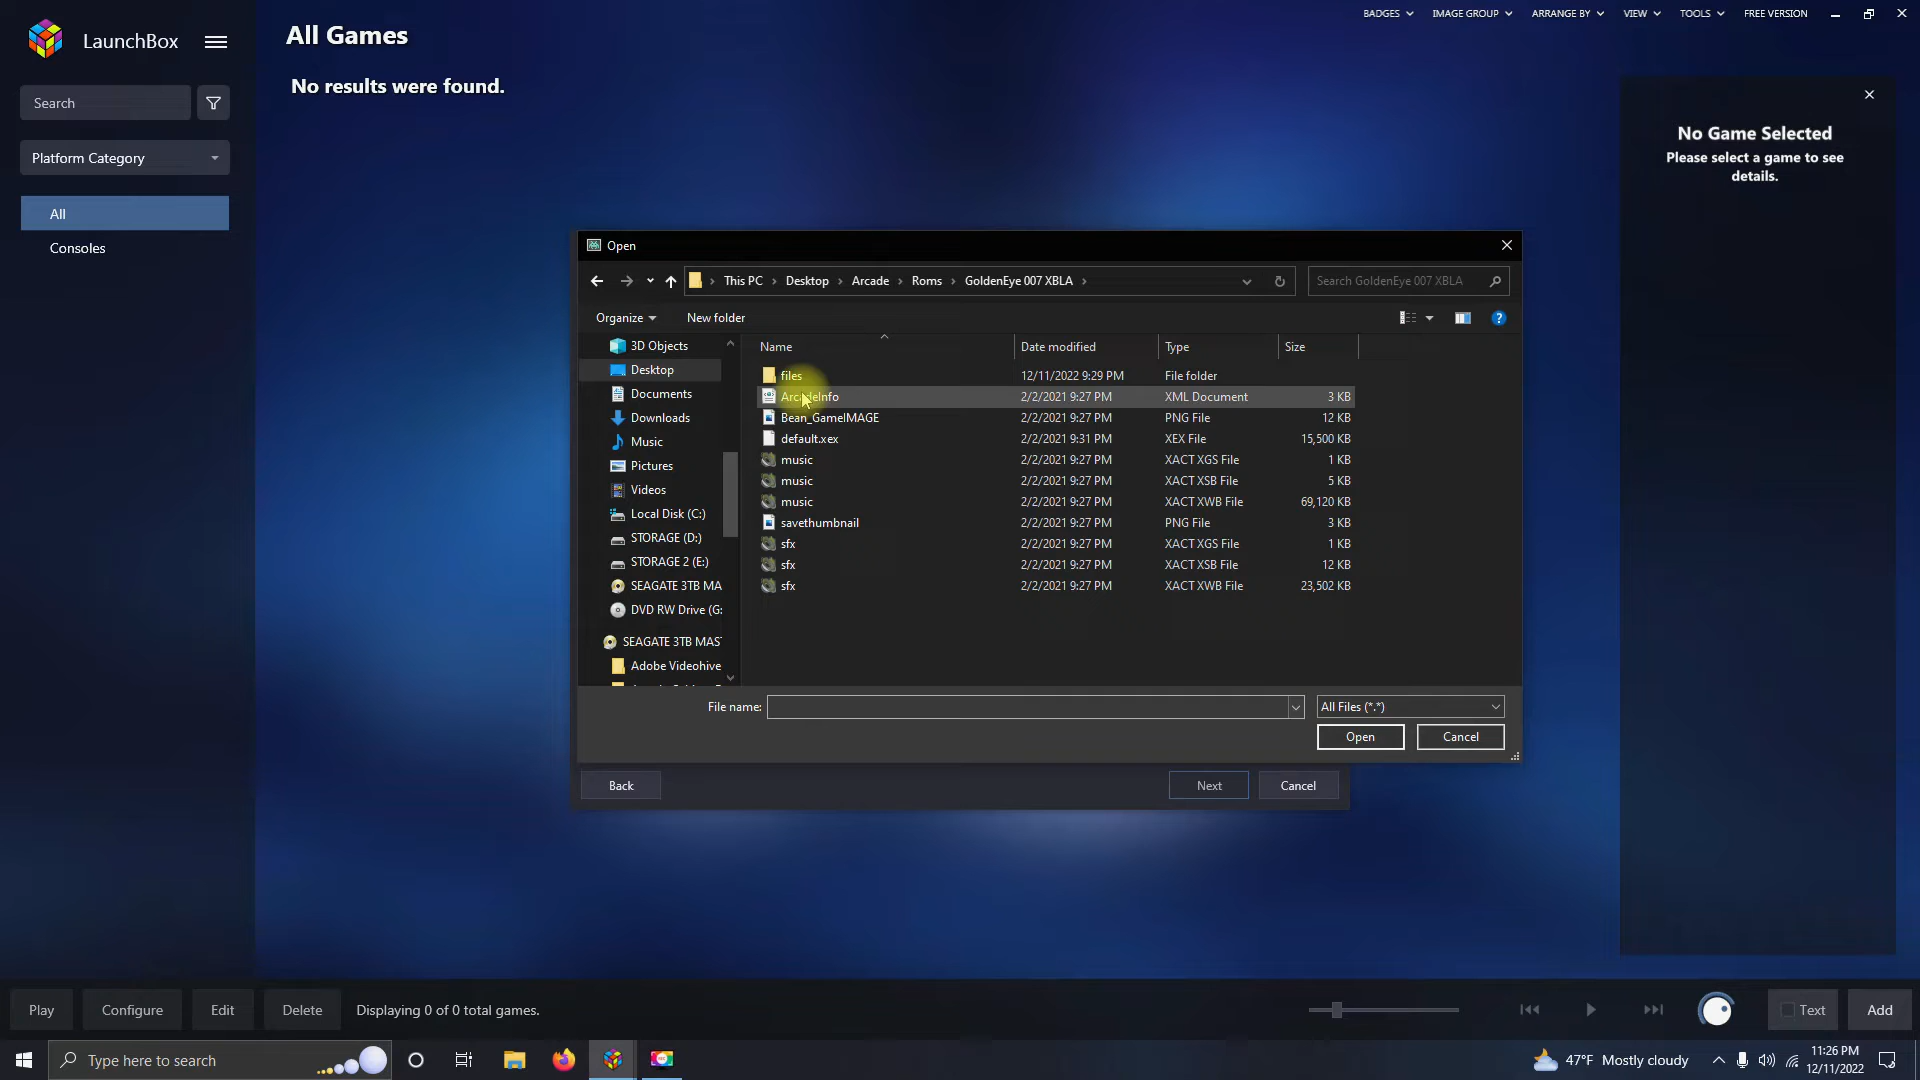 BADGES
IMAGE GROUP
ARRANGE BY
VIEW
TOOLS
FREE VERSION
LaunchBox
All Games
No results were found.
Search
Platform Category
All
Consoles
No Game Selected
Please select a game to see
details.
Open
This PC
Desktop
Arcade
Roms
GoldenEye 007 XBLA
Search GoldenEye 007 XBLA
Organize
New folder
3D Objects
Desktop
Documents
Downloads
Music
Pictures
Videos
Local Disk (C:)
STORAGE (D:)
STORAGE 2 (E:)
SEAGATE 3TB MA
DVD RW Drive (G:
SEAGATE 3TB MAS
Adobe Videohive
Name Date modified Type Size
files 12/11/2022 9:29 PM File folder
ArcadeInfo 2/2/2021 9:27 PM XML Document 3 KB
Bean_GameIMAGE 2/2/2021 9:27 PM PNG File 12 KB
default.xex 2/2/2021 9:31 PM XEX File 15,500 KB
music 2/2/2021 9:27 PM XACT XGS File 1 KB
music 2/2/2021 9:27 PM XACT XSB File 5 KB
music 2/2/2021 9:27 PM XACT XWB File 69,120 KB
savethumbnail 2/2/2021 9:27 PM PNG File 3 KB
sfx 2/2/2021 9:27 PM XACT XGS File 1 KB
sfx 2/2/2021 9:27 PM XACT XSB File 12 KB
sfx 2/2/2021 9:27 PM XACT XWB File 23,502 KB
File name:
All Files (*.*)
Open
Cancel
Back
Next
Cancel
Play
Configure
Edit
Delete
Displaying 0 of 0 total games.
Text
Add
Type here to search
47°F Mostly cloudy
11:26 PM
12/11/2022